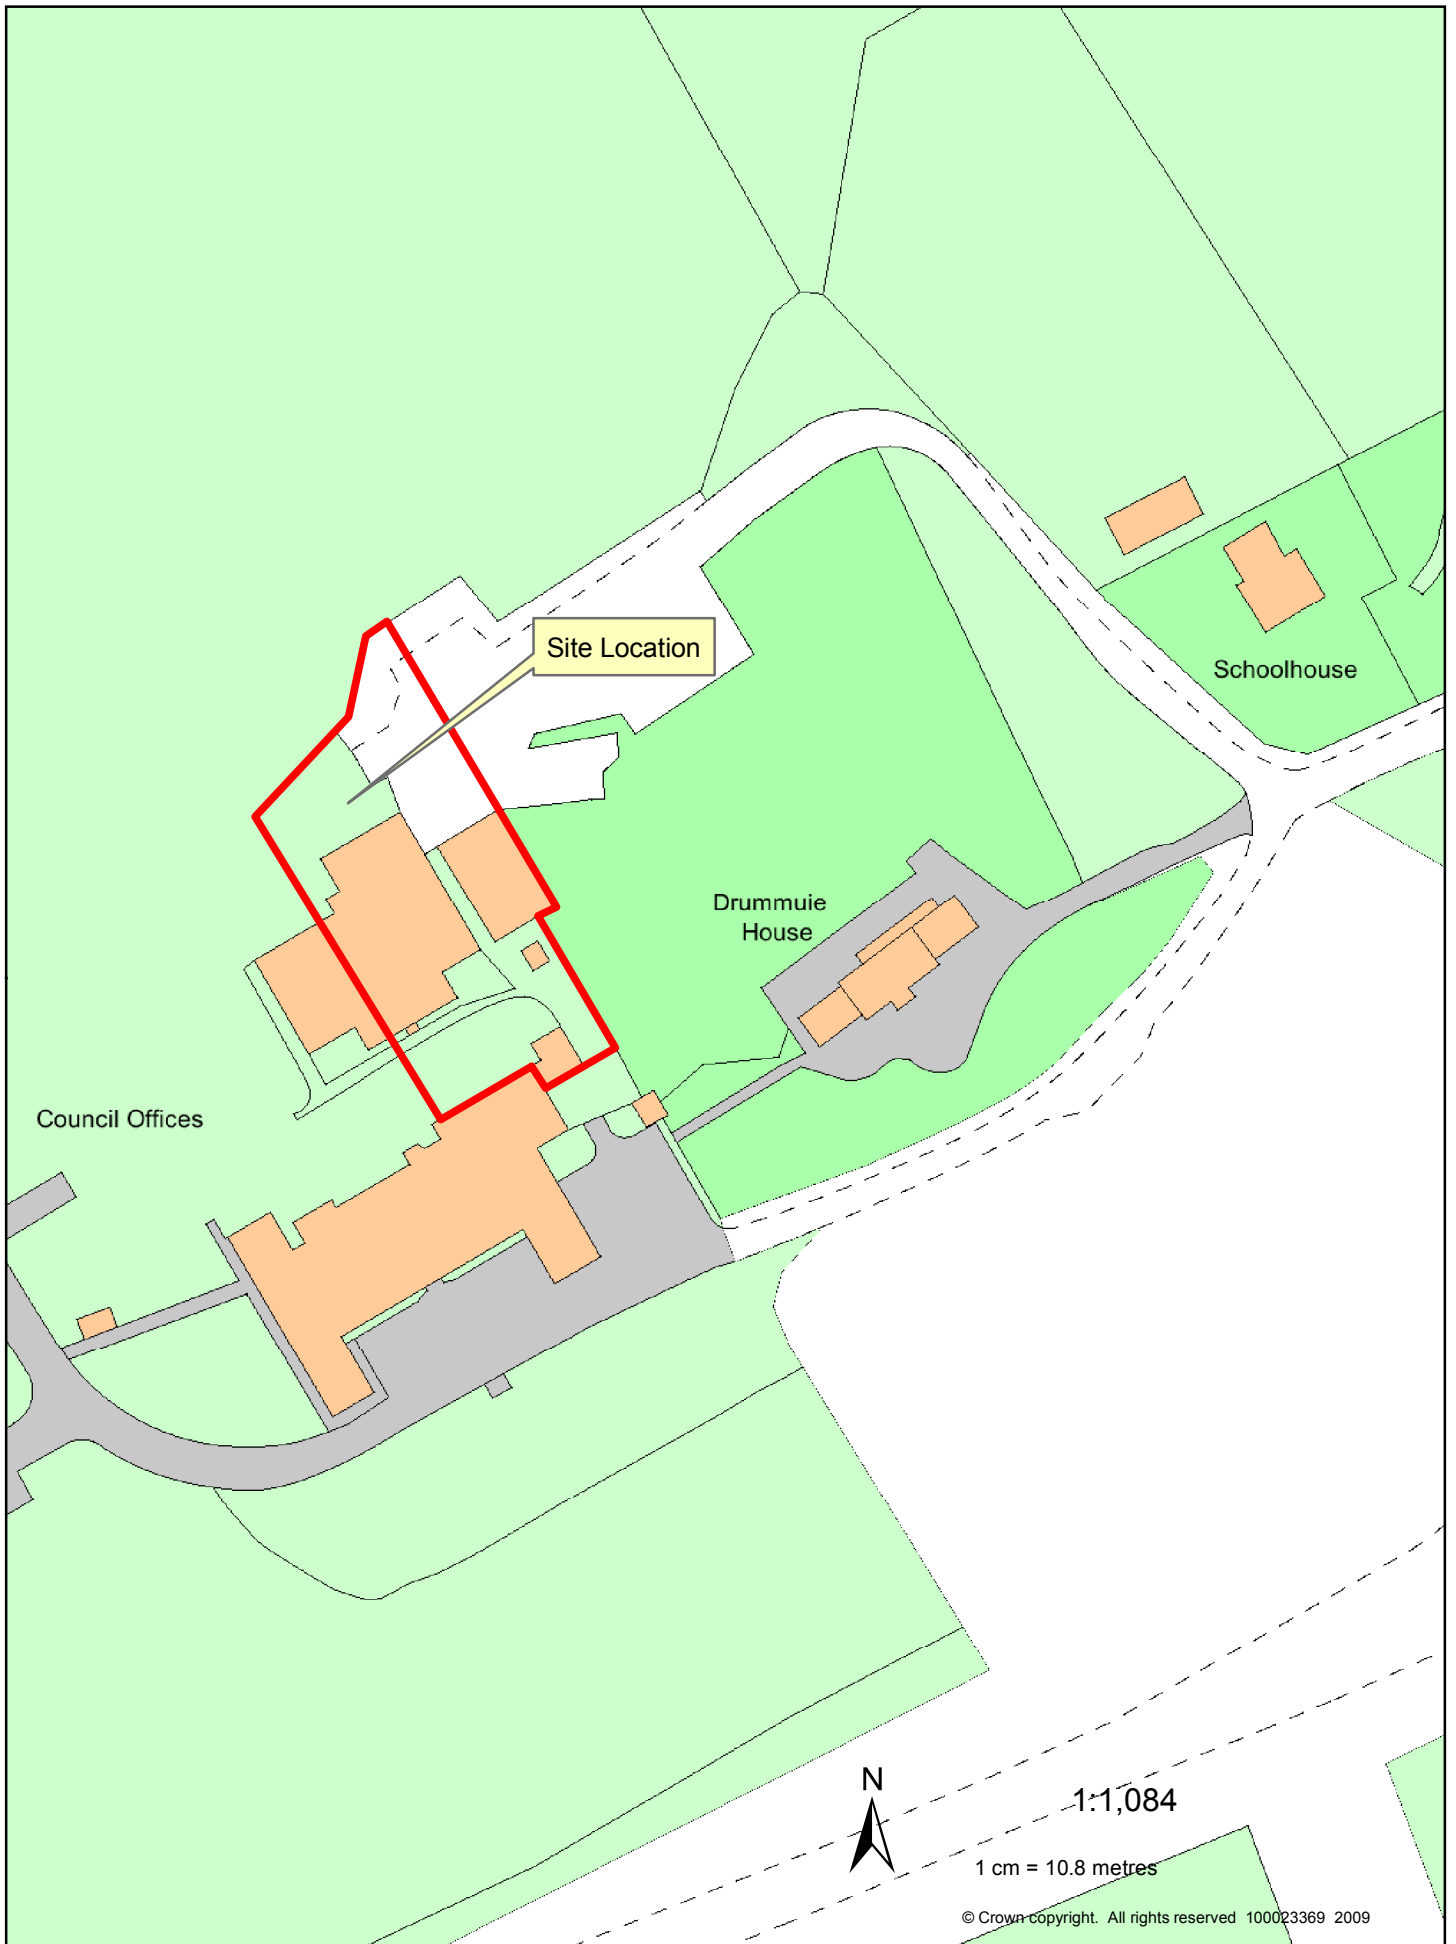 Site Location
Schoolhouse
Drummuie
House
Council Offices
N
1:1,084
1 cm = 10.8 metres
© Crown copyright. All rights reserved 100023369 2009